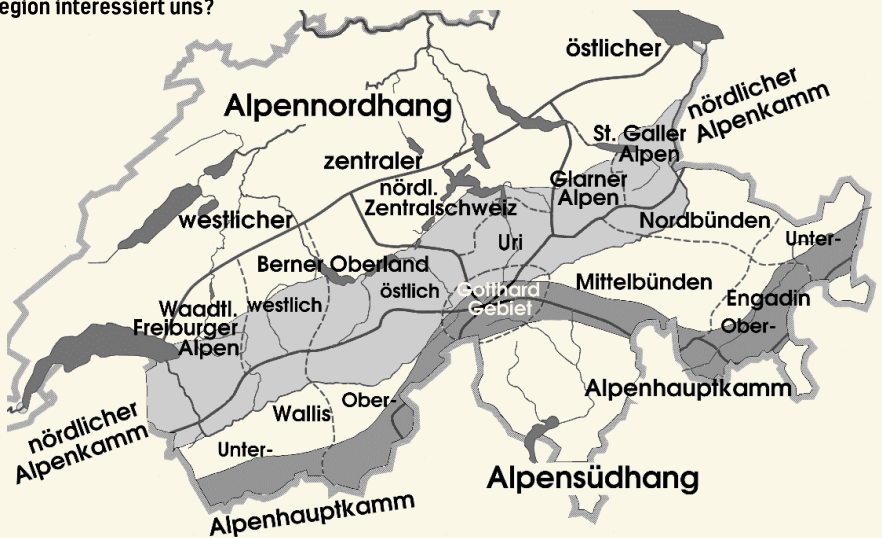 egion interessiert uns?
östlicher
nördlicher
Alpenkamm
Alpennordhang
St. Galler
Alpen
zentraler
Glarner
Alpen
nördl.
Zentralschweiz
westlicher
Nordbünden
Uri
Unter-
Berner Oberland
Mittelbünden
östlich
Gotthard
Gebiet
westlich
Engadin
Waadtl.
Freiburger
Alpen
Ober-
Alpenhauptkamm
Ober-
Wallis
nördlicher
Alpenkamm
Unter-
Alpensüdhang
Alpenhauptkamm